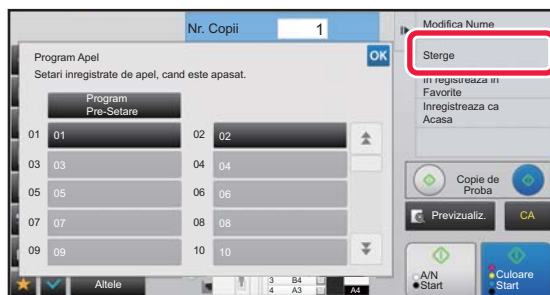 Nr. Copii 1
Modifica Nume
Sterge
In registreaza in
Favorite
Inregistreaza ca
Acasa
Program Apel
OK
Setari inregistrate de apel, cand este apasat.
Program
Pre-Setare
01 01
02 02
03 03
04 04
05 05
06 06
07 07
08 08
09 09
10 10
Copie de
Proba
Previzualiz.
CA
A/N
Start
Culoare
Start
Altele
3 B4
4 A3
A4